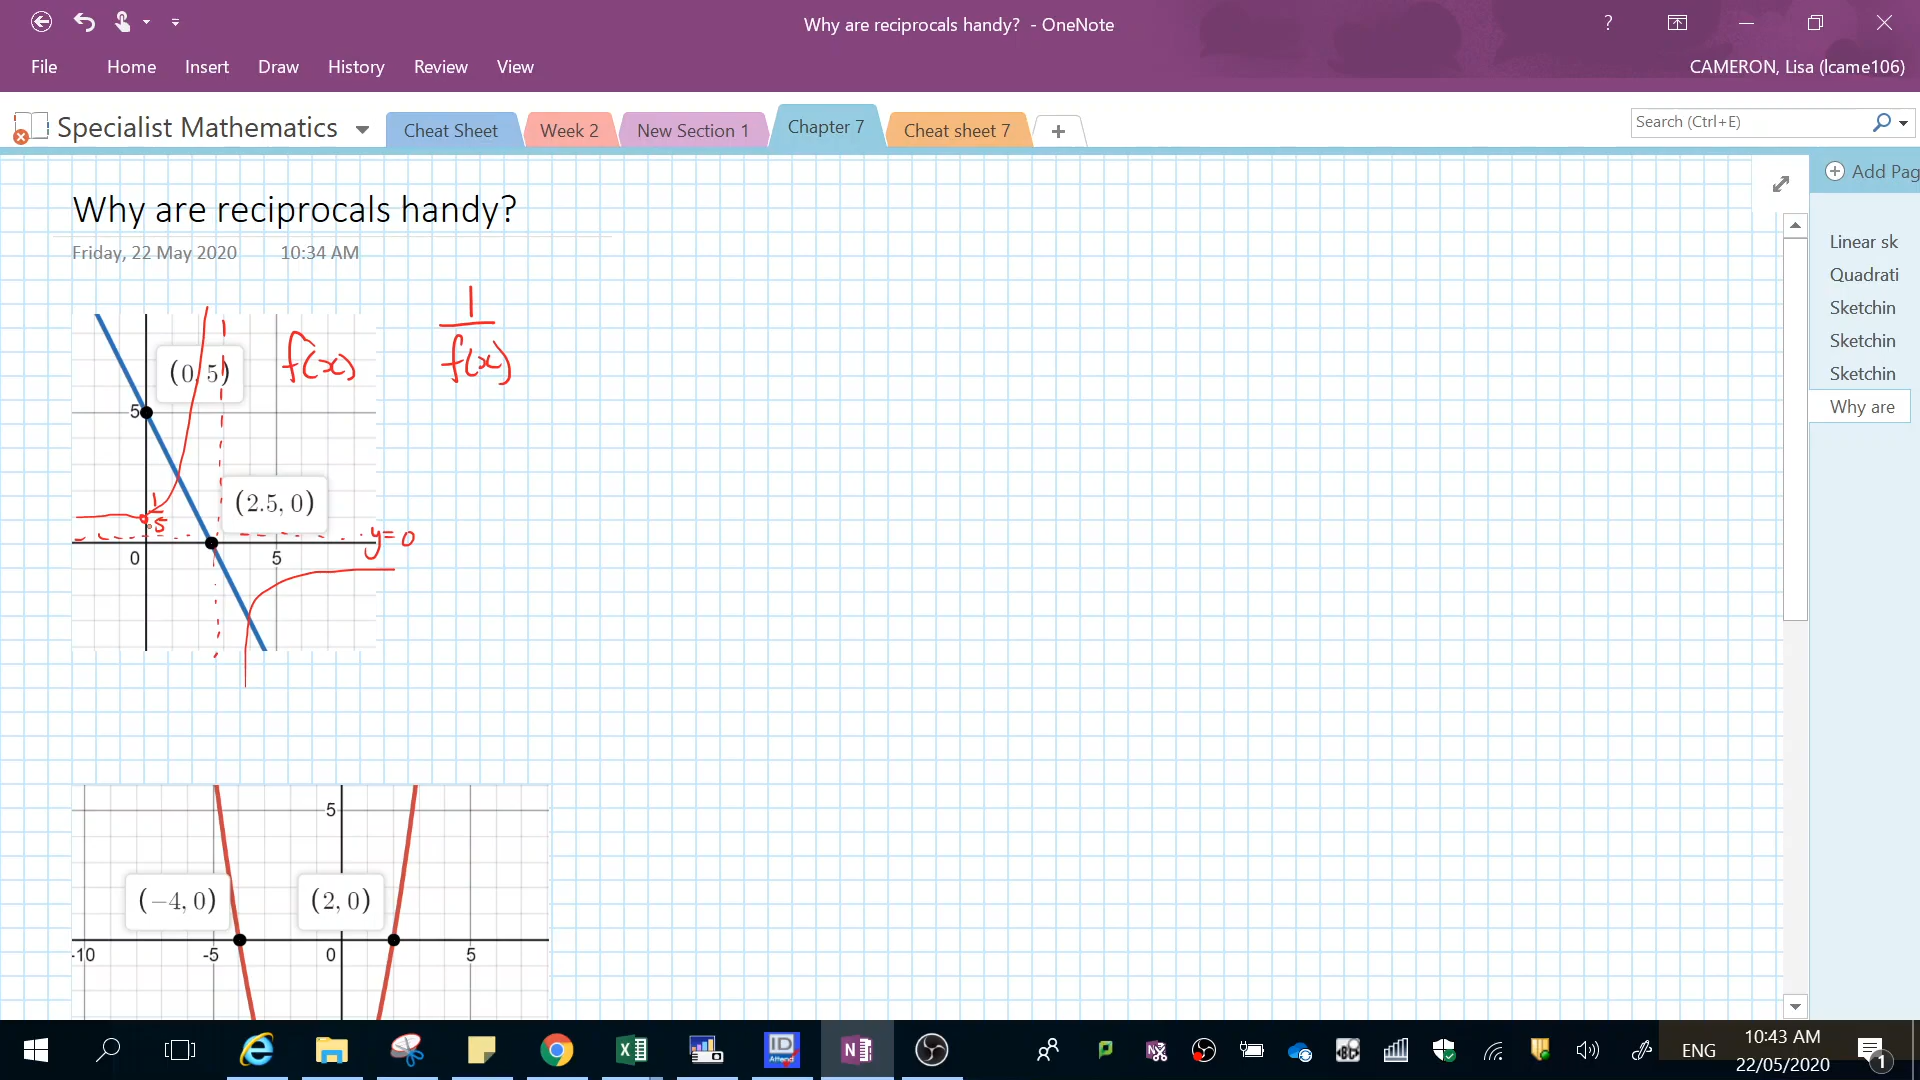 Why are reciprocals handy? - OneNote
?
File Home Insert Draw History Review View
CAMERON, Lisa (lcame106)
Specialist Mathematics
Cheat Sheet
Week 2
New Section 1
Chapter 7
Cheat sheet 7
+
Search (Ctrl+E)
Add Pag
Linear sk
Quadrati
Sketchin
Sketchin
Sketchin
Why are
Why are reciprocals handy?
Friday, 22 May 2020 10:34 AM
f(x)
1
f(x)
(0, 5)
5
(2.5, 0)
1
5
y=0
0 5
5
(−4, 0) (2, 0)
-10 -5 0 5
ENG
10:43 AM
22/05/2020
1